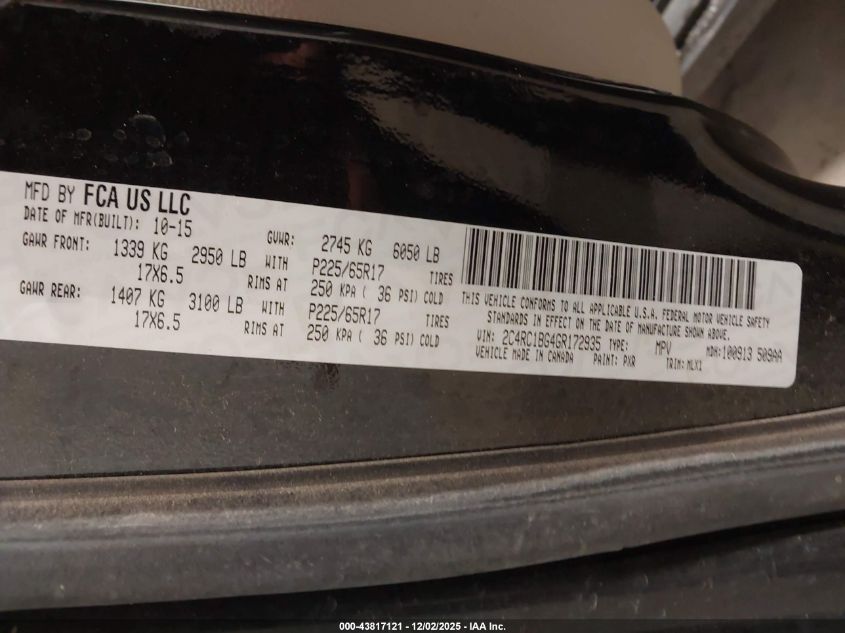 MFD BY FCA US LLC
DATE OF MFR(BUILT): 10-15
GVWR: 2745 KG 6050 LB
GAWR FRONT: 1339 KG 2950 LB WITH P225/65R17 TIRES
17X6.5 RIMS AT 250 KPA ( 36 PSI) COLD
GAWR REAR: 1407 KG 3100 LB WITH P225/65R17 TIRES
17X6.5 RIMS AT 250 KPA ( 36 PSI) COLD
THIS VEHICLE CONFORMS TO ALL APPLICABLE U.S.A. FEDERAL MOTOR VEHICLE SAFETY
STANDARDS IN EFFECT ON THE DATE OF MANUFACTURE SHOWN ABOVE.
VIN: 2C4RC1BG4GR172935 TYPE: MPV MDH:100913 509AA
VEHICLE MADE IN CANADA PAINT: PXR TRIM:MLX1
000-43817121 - 12/02/2025 - IAA Inc.